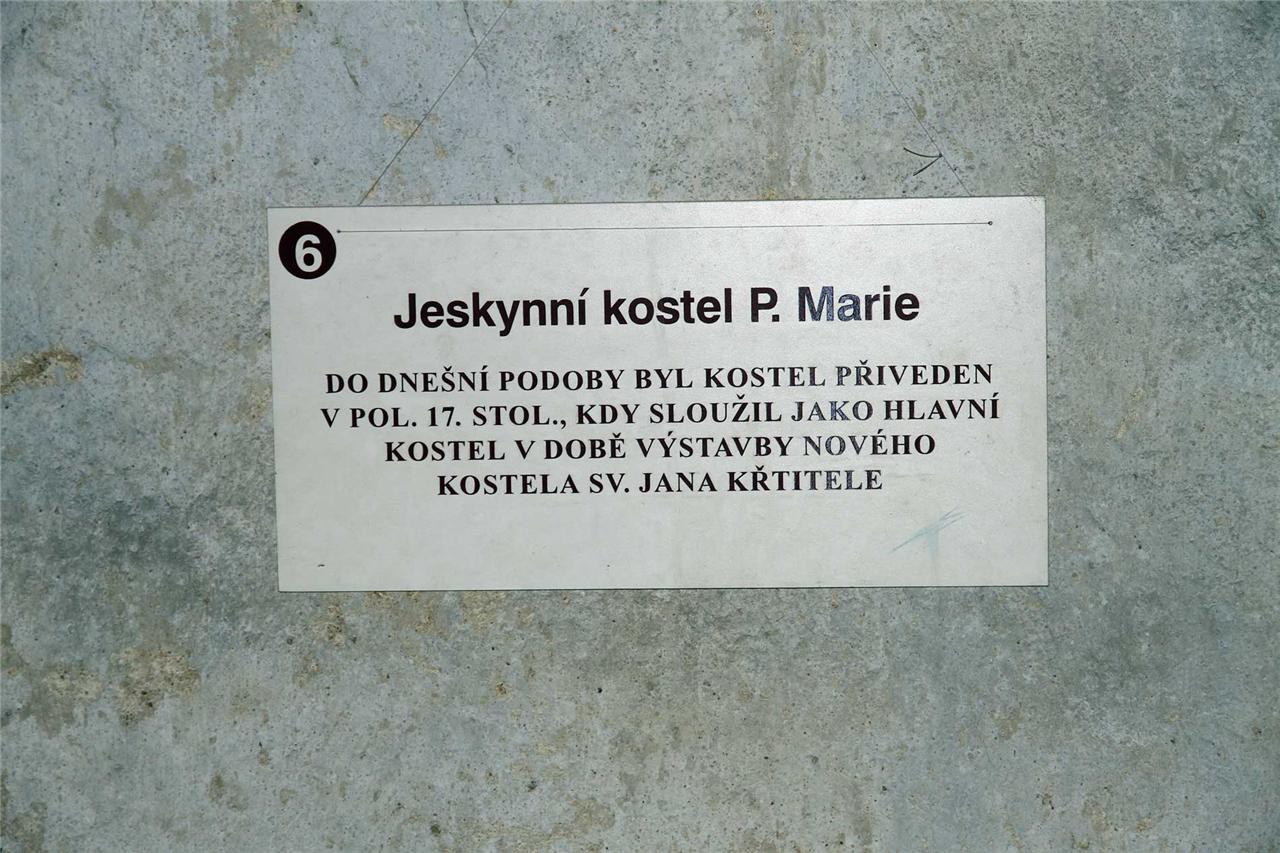 6
Jeskynní kostel P. Marie
DO DNEŠNÍ PODOBY BYL KOSTEL PŘIVEDEN
V POL. 17. STOL., KDY SLOUŽIL JAKO HLAVNÍ
KOSTEL V DOBĚ VÝSTAVBY NOVÉHO
KOSTELA SV. JANA KŘTITELE